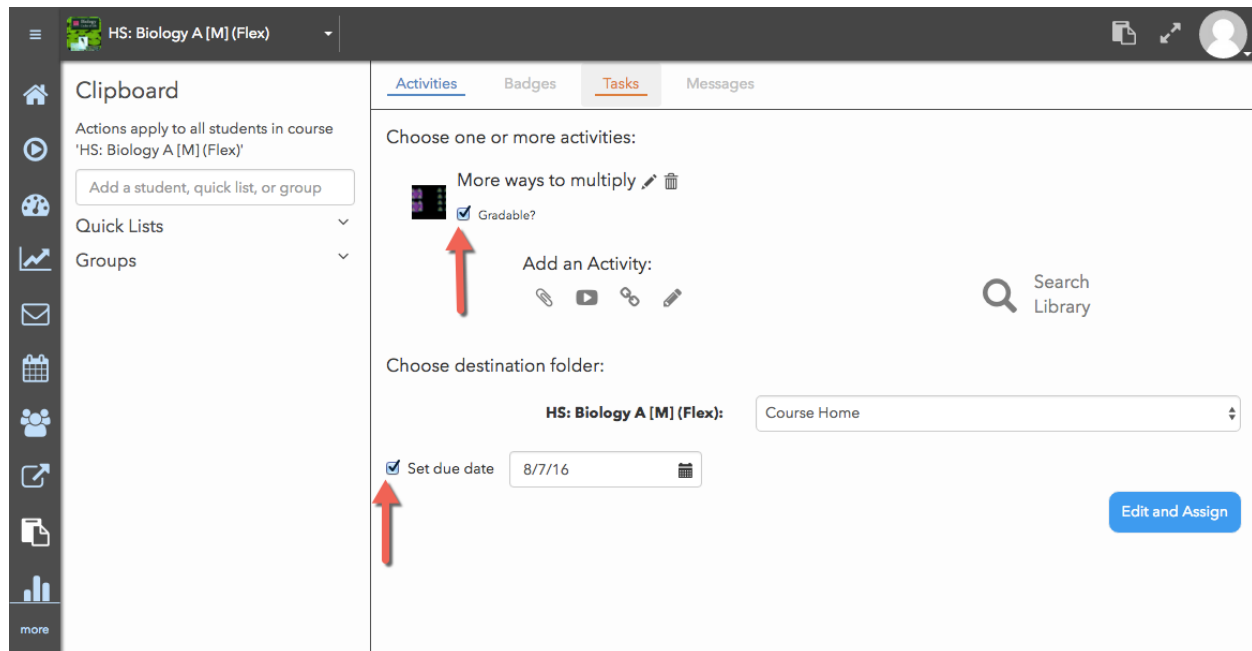 HS: Biology A [M] (Flex)
Clipboard
Actions apply to all students in course
'HS: Biology A [M] (Flex)'
Add a student, quick list, or group
Quick Lists
Groups
more
Activities
Badges
Tasks
Messages
Choose one or more activities:
More ways to multiply
Gradable?
Add an Activity:
Search
Library
Choose destination folder:
HS: Biology A [M] (Flex):
Course Home
Set due date
8/7/16
Edit and Assign